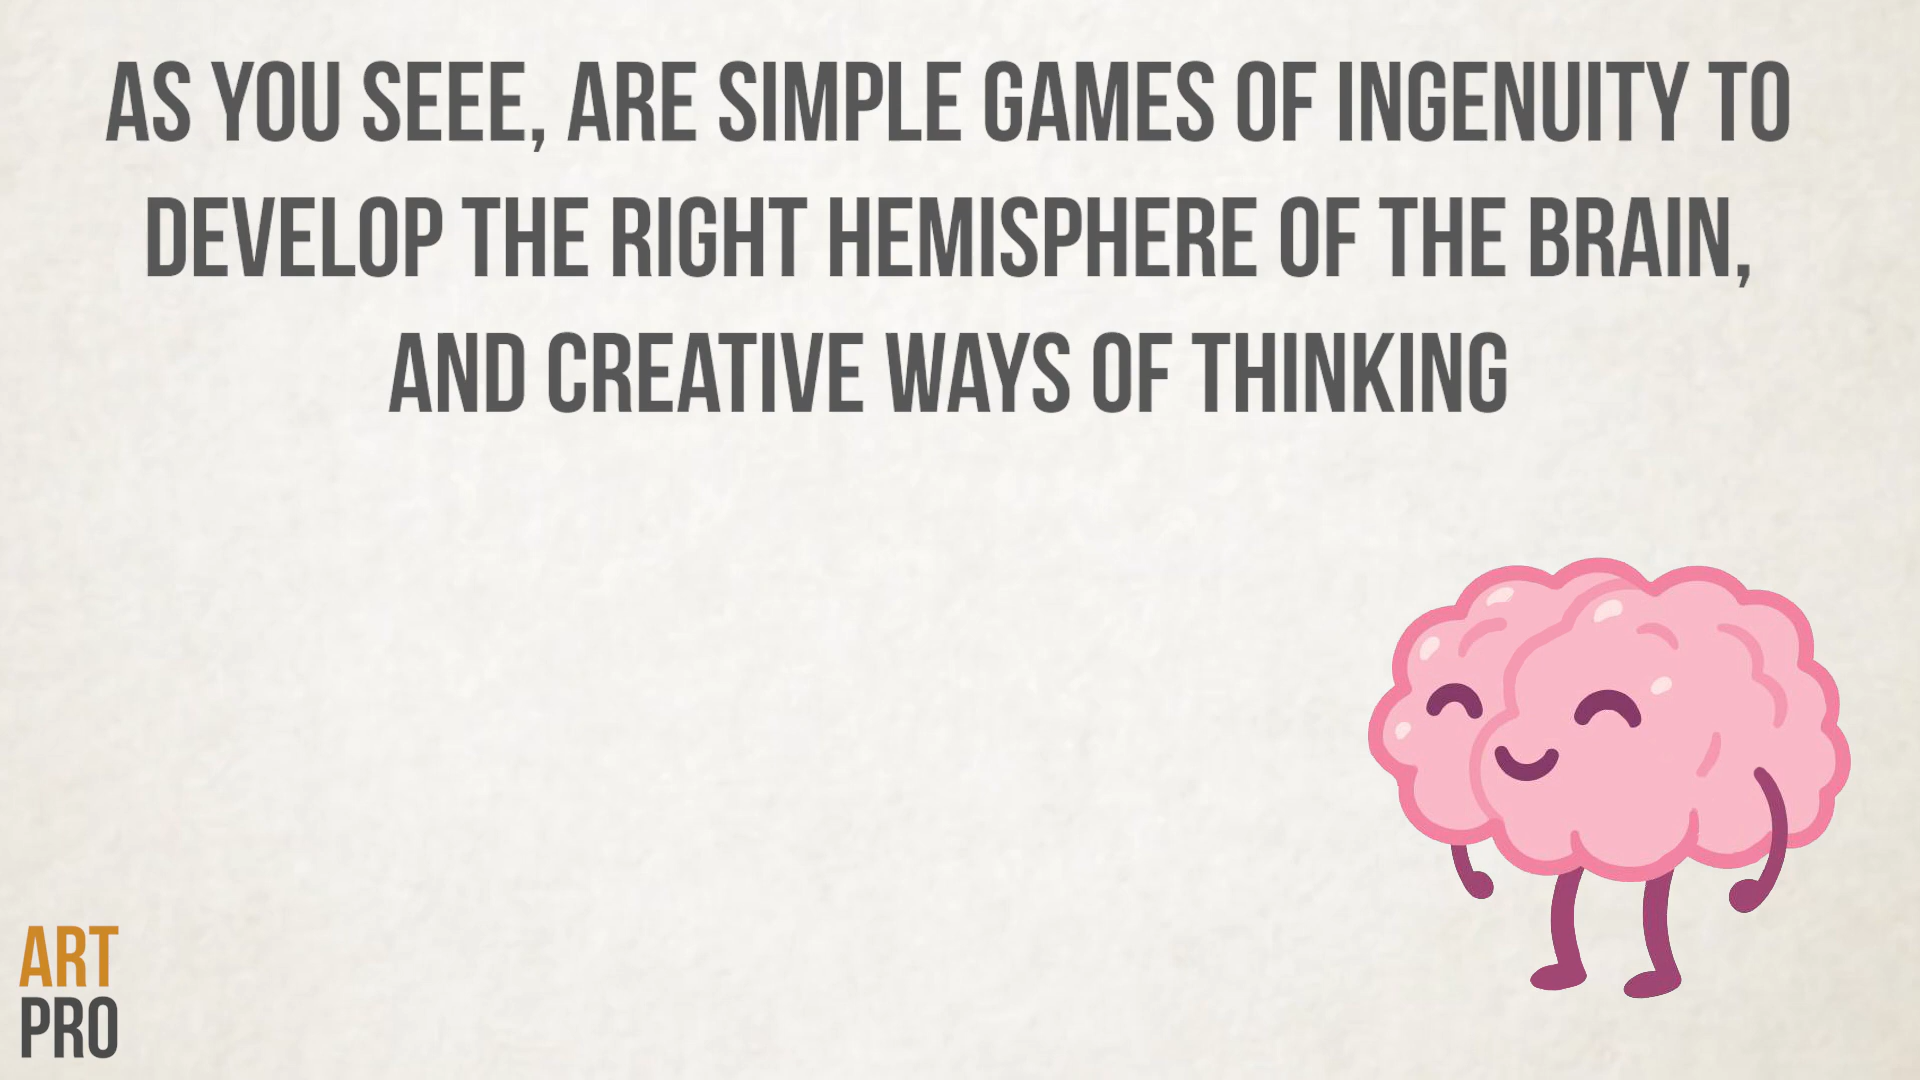 AS YOU SEEE, ARE SIMPLE GAMES OF INGENUITY TO
DEVELOP THE RIGHT HEMISPHERE OF THE BRAIN,
AND CREATIVE WAYS OF THINKING
ART
PRO